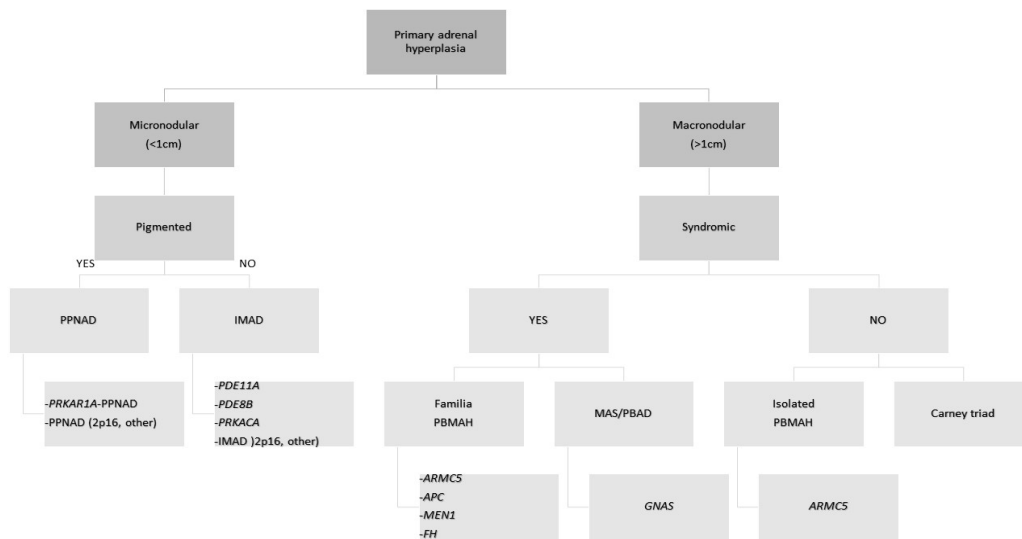 Primary adrenal
hyperplasia
Micronodular
(<1cm)
Macronodular
(>1cm)
Pigmented
Syndromic
YES
NO
PPNAD
IMAD
YES
NO
-PRKAR1A-PPNAD
-PPNAD (2p16, other)
-PDE11A
-PDE8B
-PRKACA
-IMAD )2p16, other)
Familia
PBMAH
MAS/PBAD
Isolated
PBMAH
Carney triad
-ARMC5
-APC
-MEN1
-FH
GNAS
ARMC5